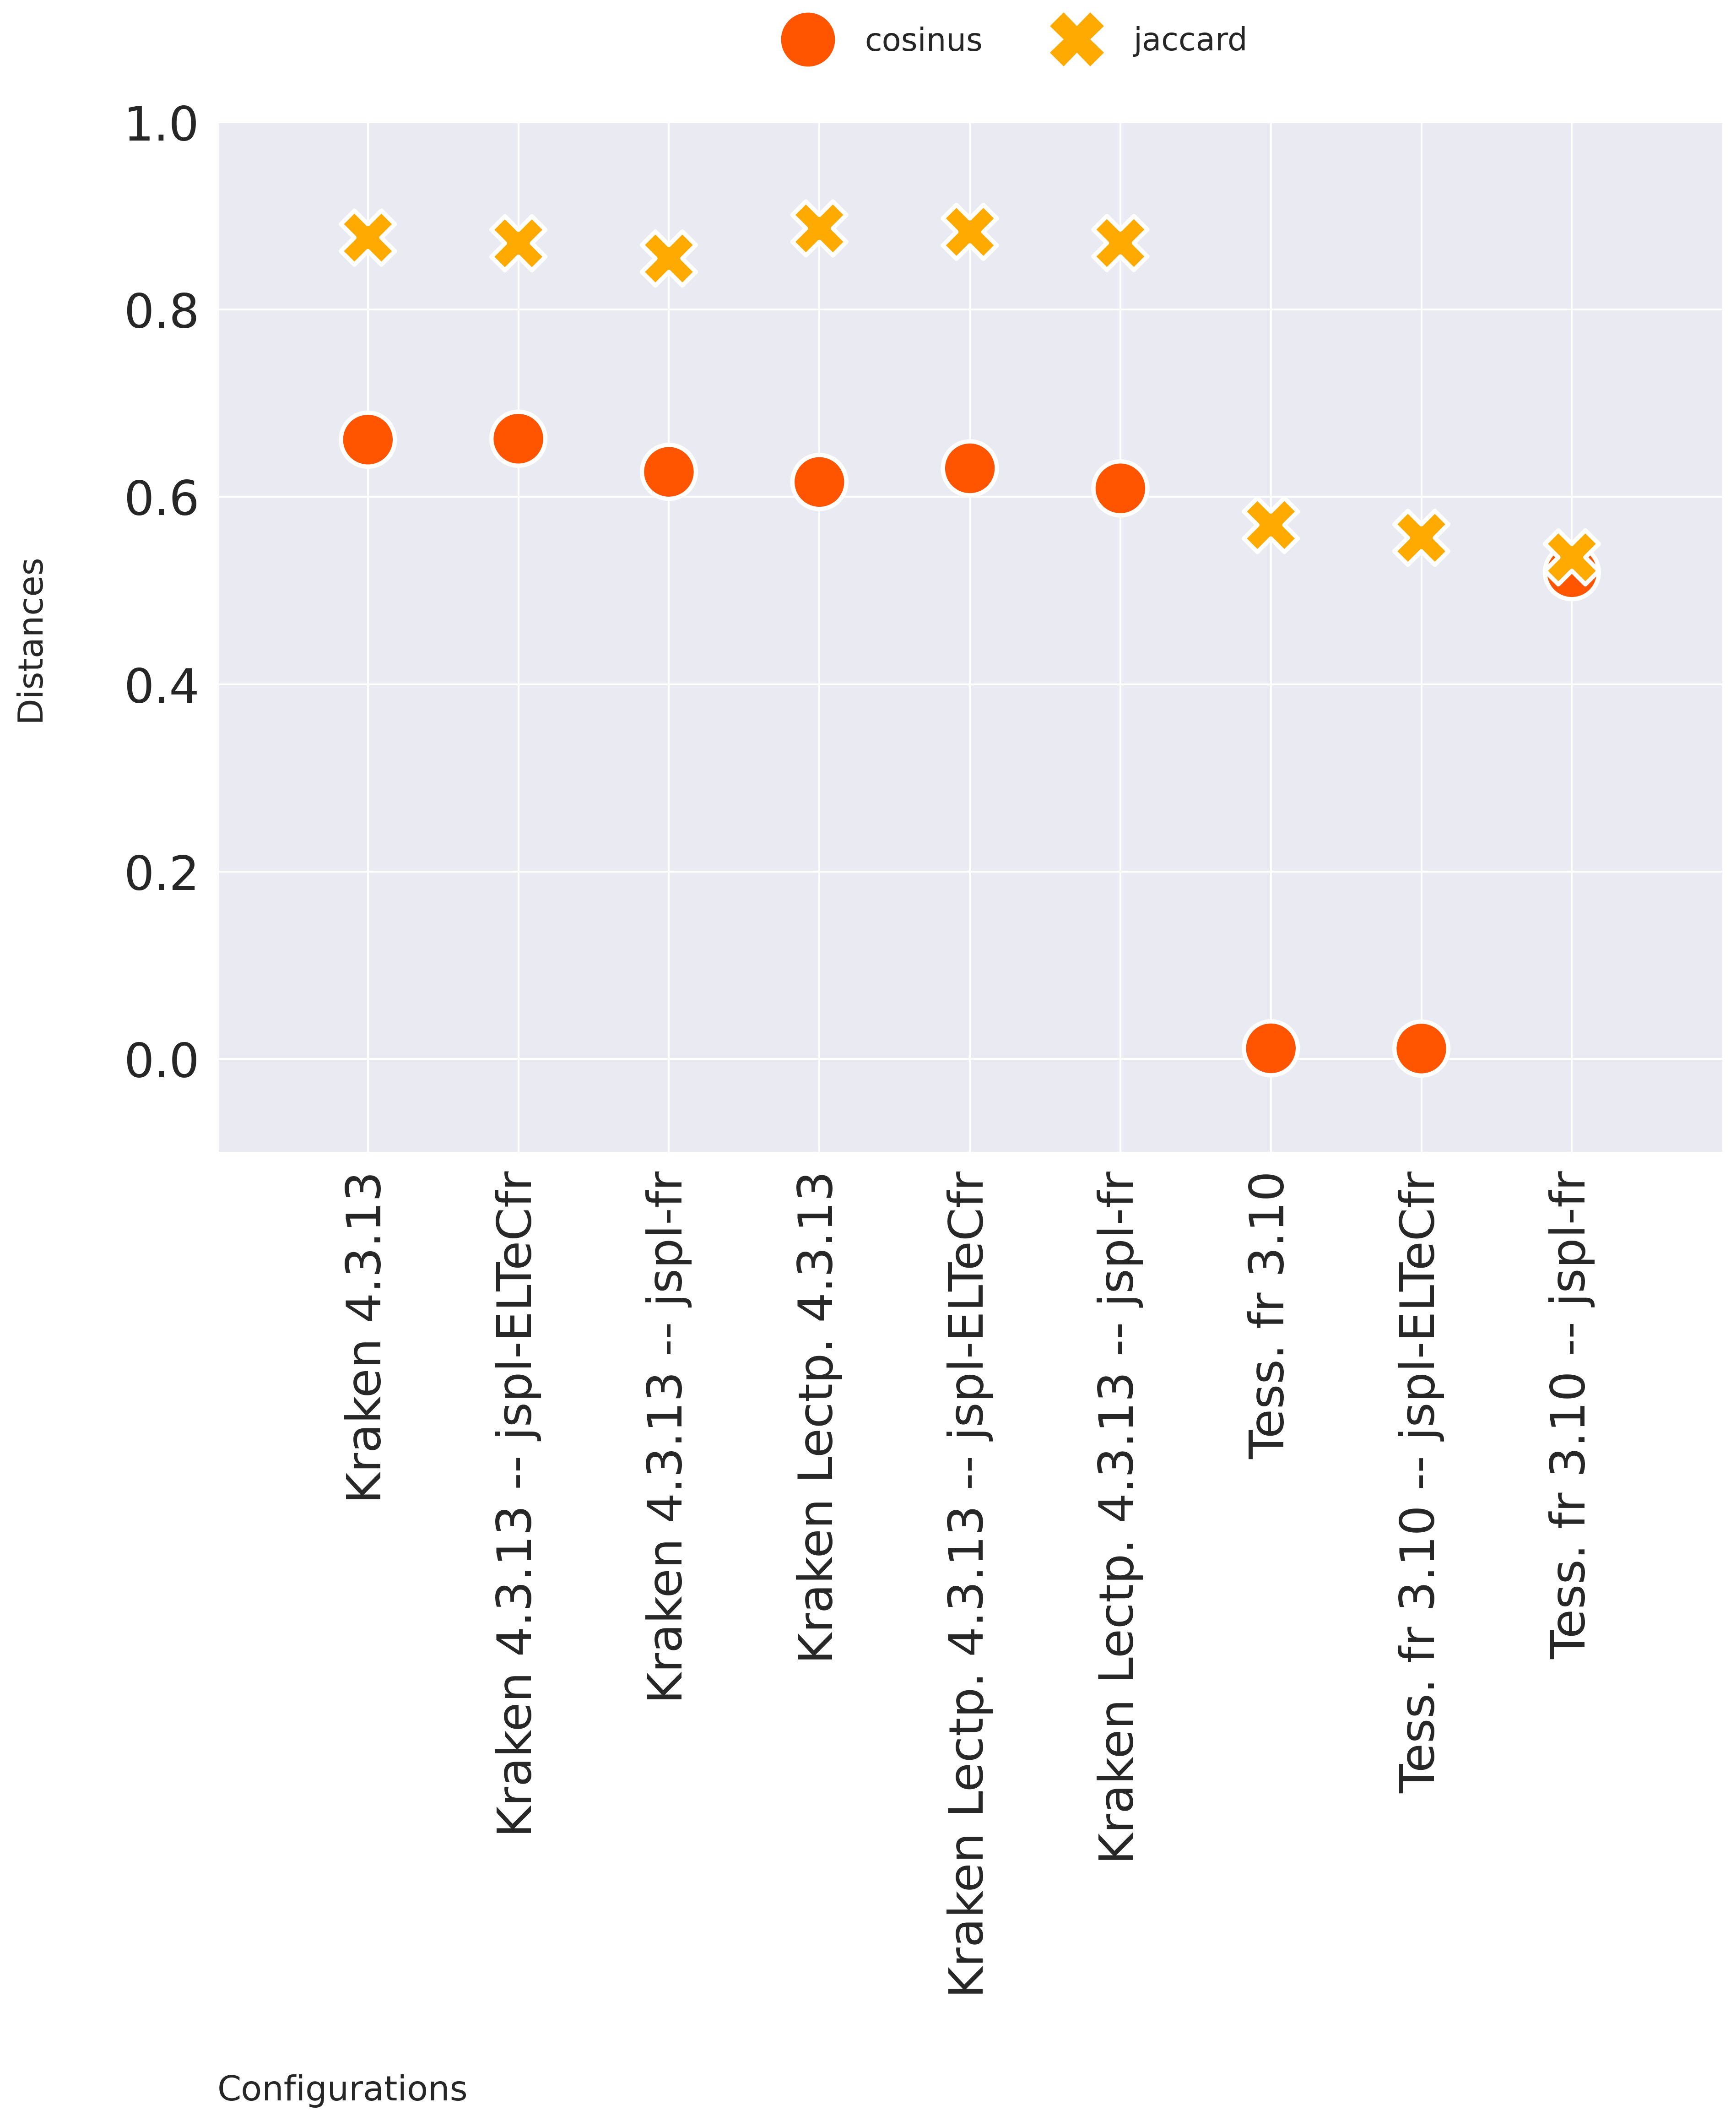 cosinus jaccard
1.0
0.8
0.6
0.4
0.2
0.0
Distances
Kraken 4.3.13
Kraken 4.3.13 -- jspl-ELTeCfr
Kraken 4.3.13 -- jspl-fr
Kraken Lectp. 4.3.13
Kraken Lectp. 4.3.13 -- jspl-ELTeCfr
Kraken Lectp. 4.3.13 -- jspl-fr
Tess. fr 3.10
Tess. fr 3.10 -- jspl-ELTeCfr
Tess. fr 3.10 -- jspl-fr
Configurations